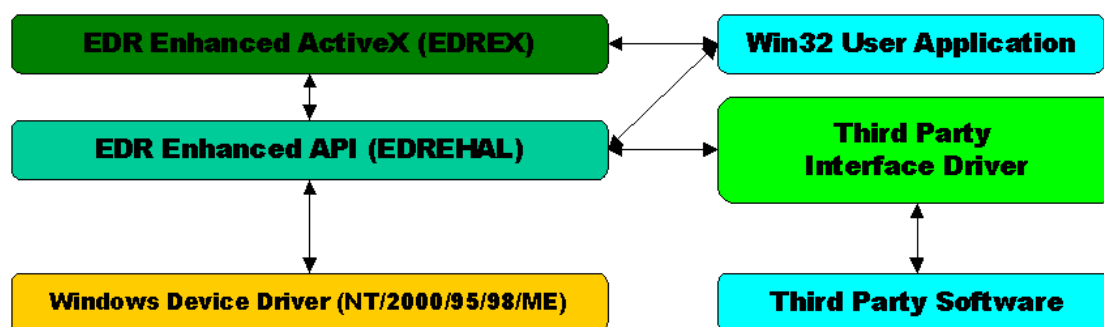 EDR Enhanced ActiveX (EDREX)
Win32 User Application
EDR Enhanced API (EDREHAL)
Third Party
Interface Driver
Windows Device Driver (NT/2000/95/98/ME)
Third Party Software